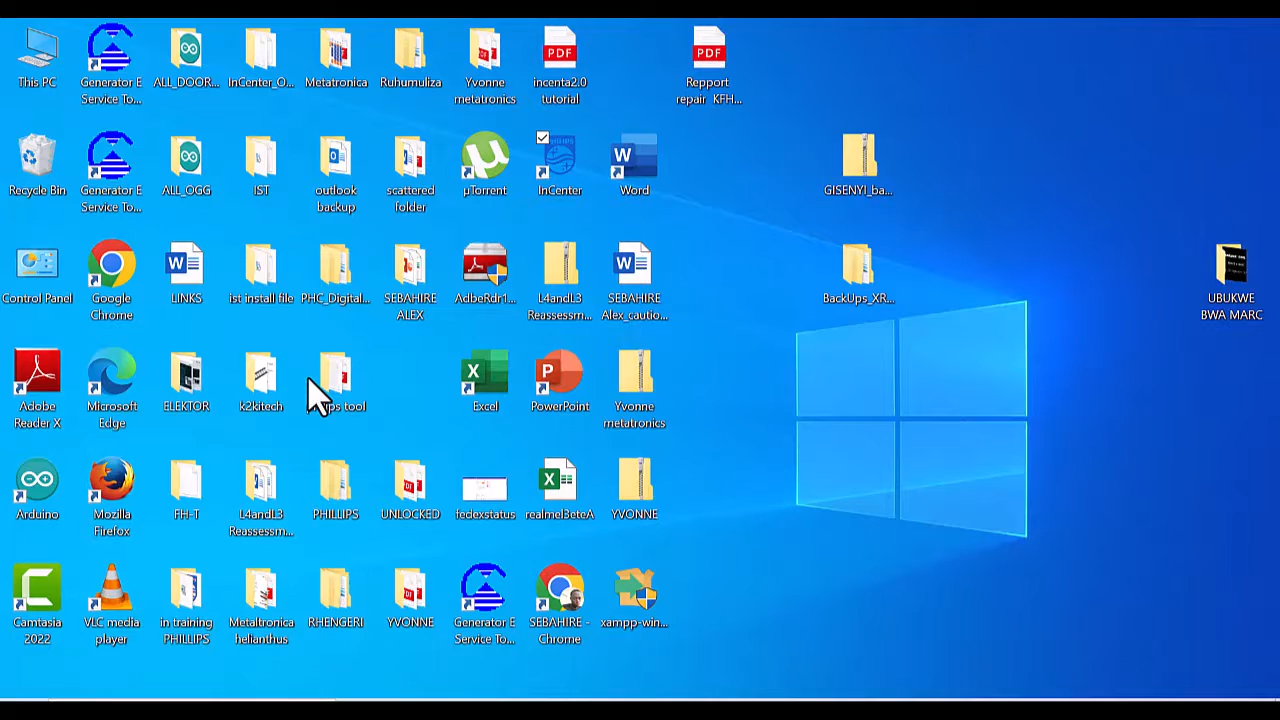 This PC
Generator E
Service To...
ALL_DOOR...
InCenter_O...
Metatronica
Ruhumuliza
Yvonne
metatronics
PDF
incenta2.0
tutorial
PDF
Repport
repair_KFH...
Recycle Bin
Generator E
Service To...
ALL_OGG
IST
outlook
backup
scattered
folder
µTorrent
PHILIPS
InCenter
W
Word
GISENYI_ba...
Control Panel
Google
Chrome
W
LINKS
ist install file
PHC_Digital...
SEBAHIRE
ALEX
AdbeRdr1...
L4andL3
Reassessm...
W
SEBAHIRE
Alex_cautio...
BackUps_XR...
UBUKWE
BWA MARC
Adobe
Reader X
Microsoft
Edge
ELEKTOR
k2kitech
tool
X
Excel
P
PowerPoint
Yvonne
metatronics
Arduino
Mozilla
Firefox
FH-T
L4andL3
Reassessm...
PHILLIPS
UNLOCKED
fedexstatus
X
realmel3eteA
YVONNE
Camtasia
2022
VLC media
player
in training
PHILLIPS
Metaltronica
helianthus
RHENGERI
YVONNE
Generator E
Service To...
SEBAHIRE -
Chrome
xampp-win...